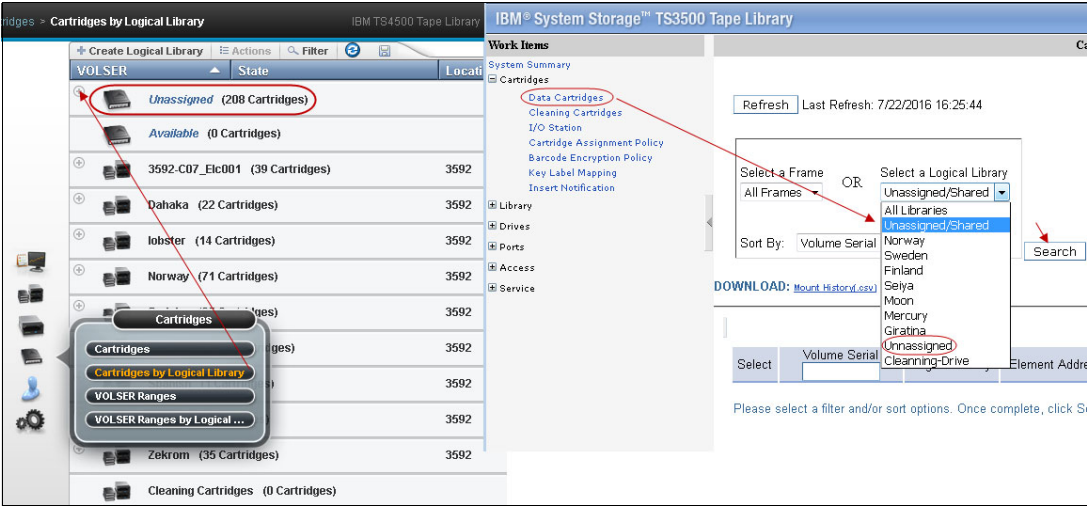 ridges > Cartridges by Logical Library
IBM TS4500 Tape Library
Create Logical Library
Actions
Filter
VOLSER
State
Locati
Unassigned (208 Cartridges)
Available (0 Cartridges)
3592-C07_Elc001 (39 Cartridges) 3592
Dahaka (22 Cartridges) 3592
lobster (14 Cartridges) 3592
Norway (71 Cartridges) 3592
ges) 3592
Cartridges
Cartridges
dges) 3592
Cartridges by Logical Library
3592
VOLSER Ranges
VOLSER Ranges by Logical ...)
3592
Zekrom (35 Cartridges) 3592
Cleaning Cartridges (0 Cartridges)
IBM® System Storage™ TS3500 Tape Library
Work Items
Ca
System Summary
Cartridges
Data Cartridges
Cleaning Cartridges
I/O Station
Cartridge Assignment Policy
Barcode Encryption Policy
Key Label Mapping
Insert Notification
Library
Drives
Ports
Access
Service
Refresh Last Refresh: 7/22/2016 16:25:44
Select a Frame
OR
Select a Logical Library
All Frames
Unassigned/Shared
All Libraries
Unassigned/Shared
Norway
Sweden
Finland
Seiya
Moon
Mercury
Giratina
Unnassigned
Cleanning-Drive
Sort By: Volume Serial
Search
DOWNLOAD: Mount History(.csv)
Select
Volume Serial
Element Addre
Please select a filter and/or sort options. Once complete, click Se